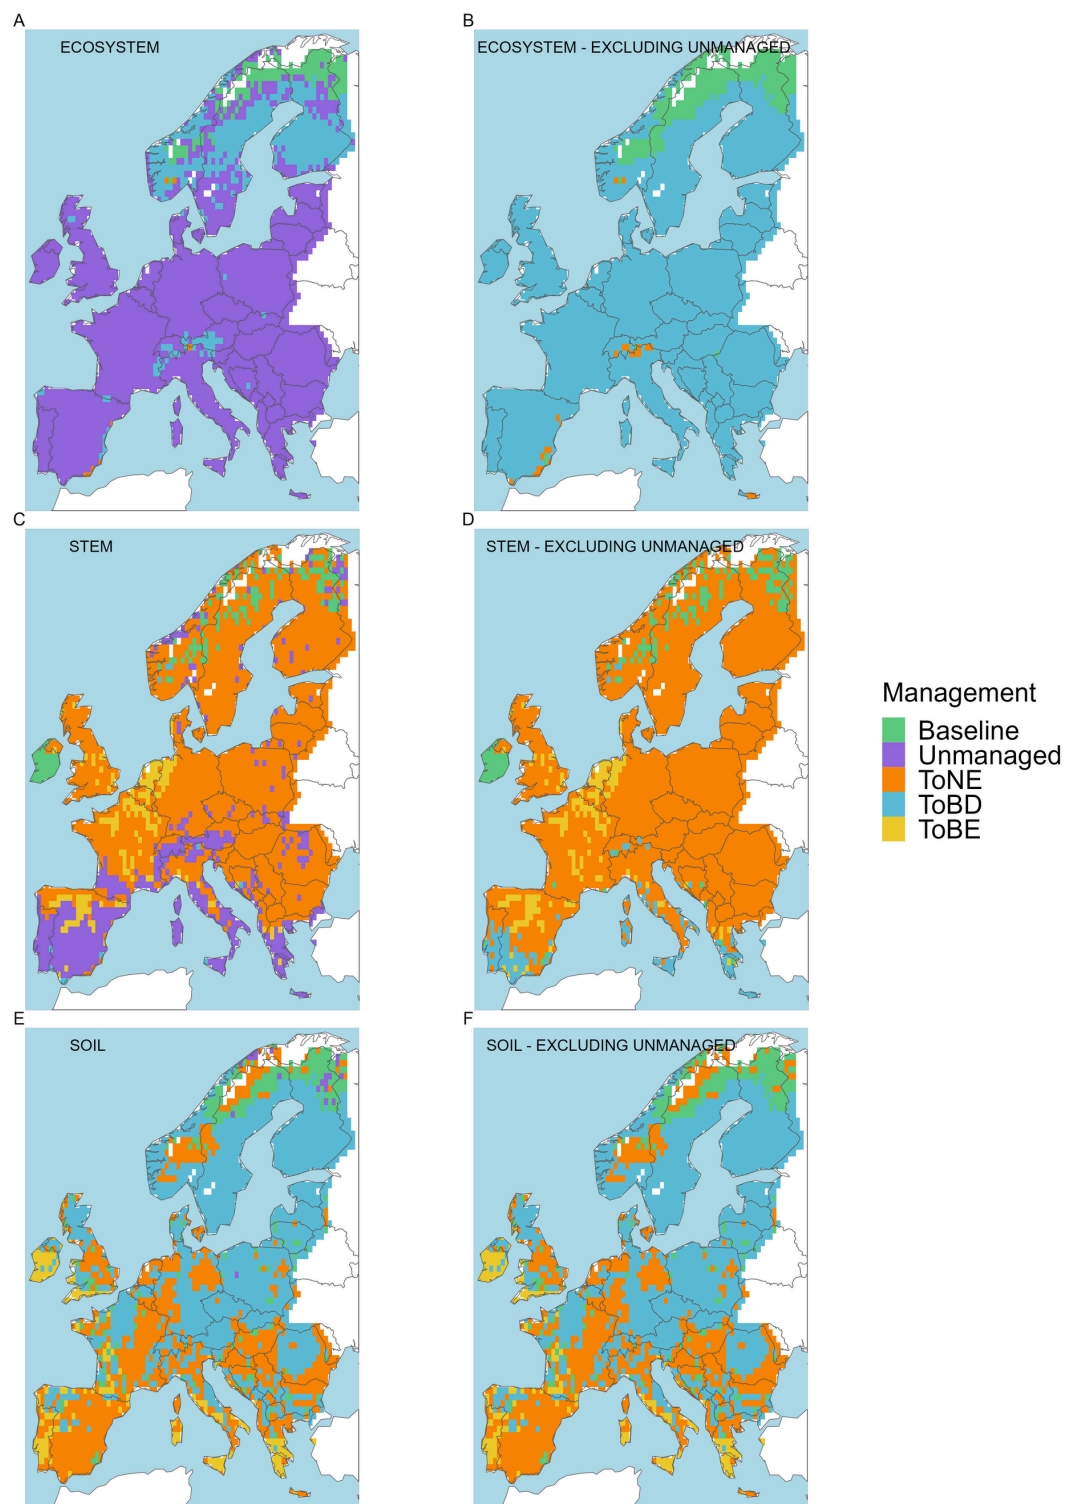 A
ECOSYSTEM
B
ECOSYSTEM - EXCLUDING UNMANAGED
C
STEM
D
STEM - EXCLUDING UNMANAGED
Management
Baseline
Unmanaged
ToNE
ToBD
ToBE
E
SOIL
F
SOIL - EXCLUDING UNMANAGED